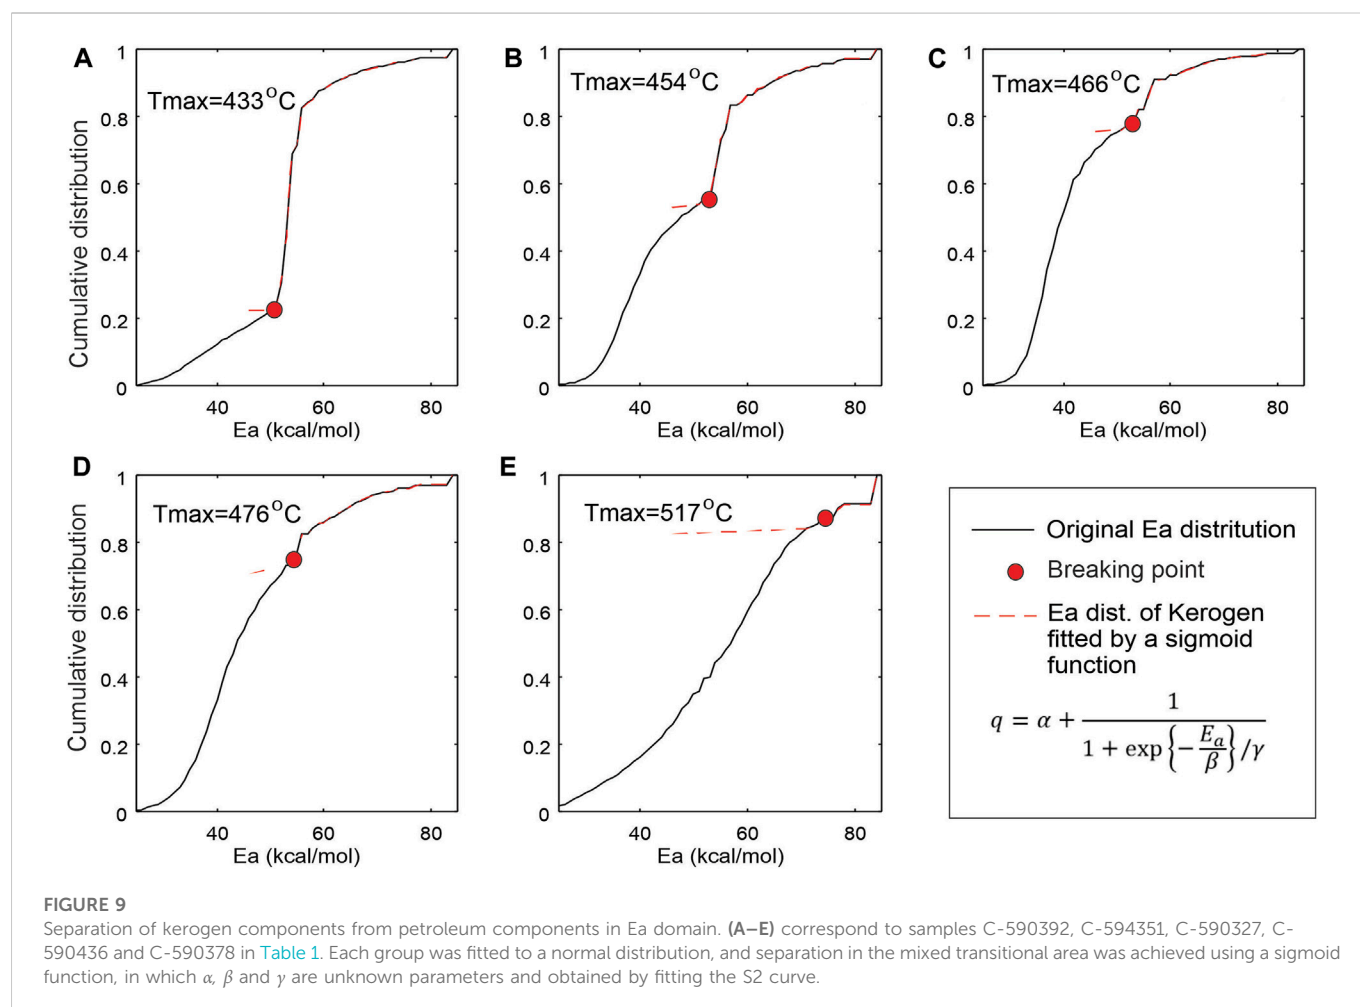 A
Tmax=433°C
Cumulative distribution
1
0.8
0.6
0.4
0.2
0
40 60 80
Ea (kcal/mol)
B
Tmax=454°C
1
0.8
0.6
0.4
0.2
0
40 60 80
Ea (kcal/mol)
C
Tmax=466°C
1
0.8
0.6
0.4
0.2
0
40 60 80
Ea (kcal/mol)
D
Tmax=476°C
Cumulative distribution
1
0.8
0.6
0.4
0.2
0
40 60 80
Ea (kcal/mol)
E
Tmax=517°C
1
0.8
0.6
0.4
0.2
0
40 60 80
Ea (kcal/mol)
Original Ea distritution
Breaking point
Ea dist. of Kerogen
fitted by a sigmoid
function
q = α + 1 / (1 + exp{−Ea/β}/γ)
FIGURE 9
Separation of kerogen components from petroleum components in Ea domain. (A–E) correspond to samples C-590392, C-594351, C-590327, C-
590436 and C-590378 in Table 1. Each group was fitted to a normal distribution, and separation in the mixed transitional area was achieved using a sigmoid
function, in which α, β and γ are unknown parameters and obtained by fitting the S2 curve.